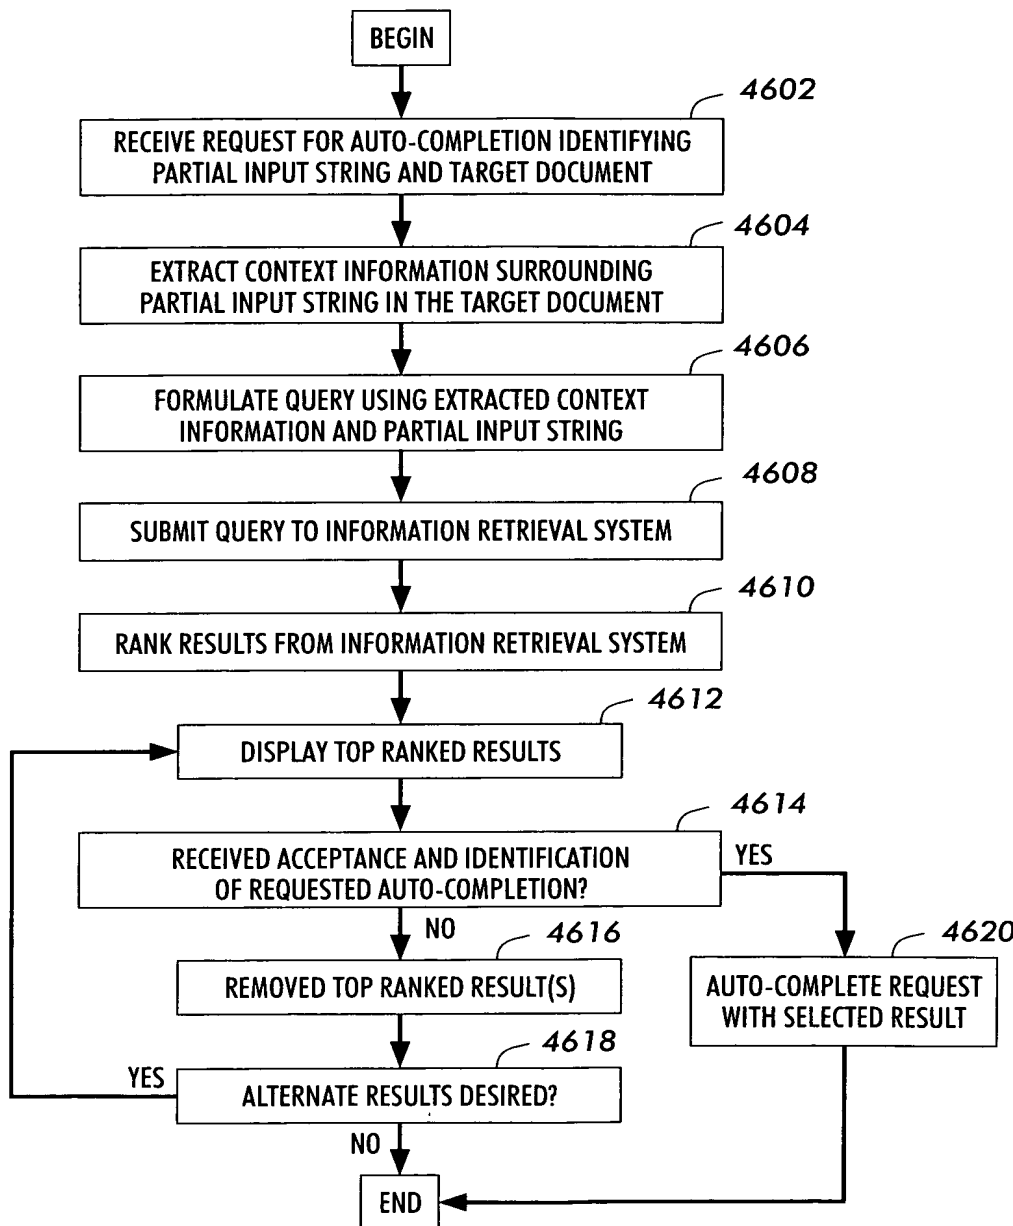 BEGIN
4602
RECEIVE REQUEST FOR AUTO-COMPLETION IDENTIFYING
PARTIAL INPUT STRING AND TARGET DOCUMENT
4604
EXTRACT CONTEXT INFORMATION SURROUNDING
PARTIAL INPUT STRING IN THE TARGET DOCUMENT
4606
FORMULATE QUERY USING EXTRACTED CONTEXT
INFORMATION AND PARTIAL INPUT STRING
4608
SUBMIT QUERY TO INFORMATION RETRIEVAL SYSTEM
4610
RANK RESULTS FROM INFORMATION RETRIEVAL SYSTEM
4612
DISPLAY TOP RANKED RESULTS
4614
RECEIVED ACCEPTANCE AND IDENTIFICATION
OF REQUESTED AUTO-COMPLETION?
YES
NO
4616
REMOVED TOP RANKED RESULT(S)
4620
AUTO-COMPLETE REQUEST
WITH SELECTED RESULT
4618
YES
ALTERNATE RESULTS DESIRED?
NO
END